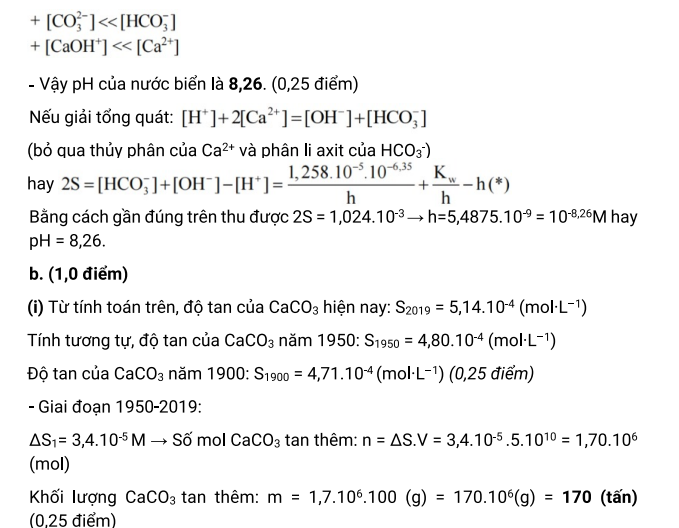 + [CO₃²⁻]<<[HCO₃⁻]
+ [CaOH⁺] << [Ca²⁺]
- Vậy pH của nước biển là 8,26. (0,25 điểm)
Nếu giải tổng quát: [H⁺]+2[Ca²⁺]=[OH⁻]+[HCO₃⁻]
(bỏ qua thủy phân của Ca²⁺ và phân li axit của HCO₃⁻)
hay 2S=[HCO₃⁻]+[OH⁻]−[H⁺]= (1,258.10⁻⁵.10⁻⁶,³⁵)/h + K_w/h −h(*)
Bằng cách gần đúng trên thu được 2S = 1,024.10⁻³ → h=5,4875.10⁻⁹ = 10⁻⁸,²⁶M hay
pH = 8,26.
b. (1,0 điểm)
(i) Từ tính toán trên, độ tan của CaCO₃ hiện nay: S₂₀₁₉ = 5,14.10⁻⁴ (mol·L⁻¹)
Tính tương tự, độ tan của CaCO₃ năm 1950: S₁₉₅₀ = 4,80.10⁻⁴ (mol·L⁻¹)
Độ tan của CaCO₃ năm 1900: S₁₉₀₀ = 4,71.10⁻⁴ (mol·L⁻¹) (0,25 điểm)
- Giai đoạn 1950-2019:
ΔS₁= 3,4.10⁻⁵ M → Số mol CaCO₃ tan thêm: n = ΔS.V = 3,4.10⁻⁵ .5.10¹⁰ = 1,70.10⁶
(mol)
Khối lượng CaCO₃ tan thêm: m = 1,7.10⁶.100 (g) = 170.10⁶(g) = 170 (tấn)
(0,25 điểm)